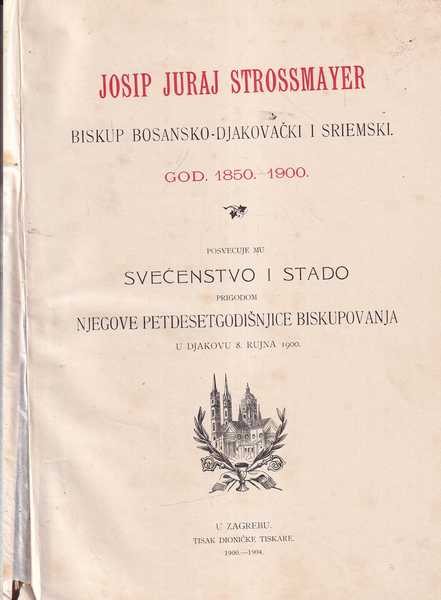 JOSIP JURAJ STROSSMAYER
BISKUP BOSANSKO-DJAKOVAČKI I SRIEMSKI.
GOD. 1850.–1900.
POSVEĆUJE MU
SVEĆENSTVO I STADO
PRIGODOM
NJEGOVE PETDESETGODIŠNJICE BISKUPOVANJA
U DJAKOVU 8. RUJNA 1900.
U ZAGREBU.
TISAK DIONIČKE TISKARE.
1900.—1904.